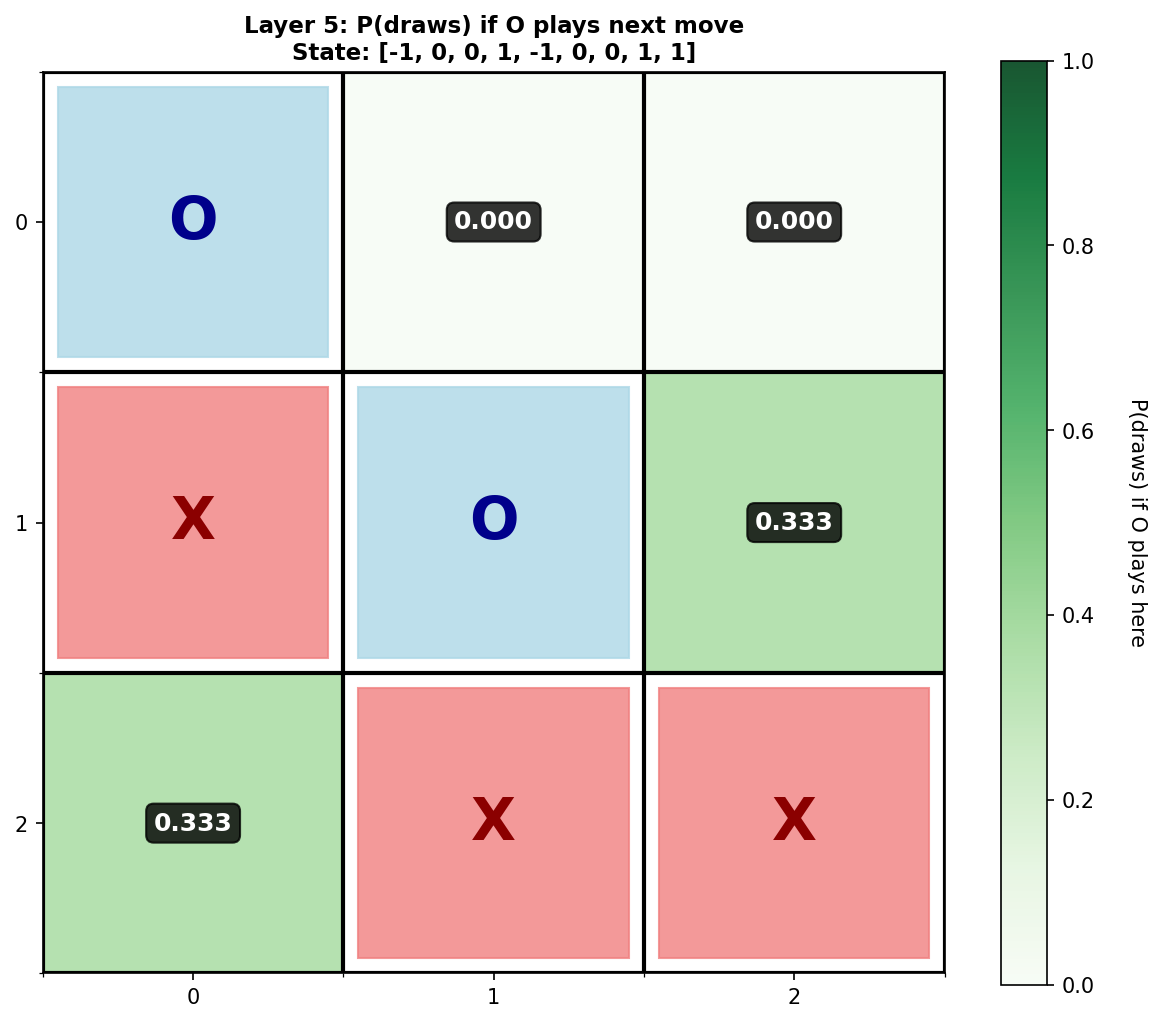 Layer 5: P(draws) if O plays next move
State: [-1, 0, 0, 1, -1, 0, 0, 1, 1]
0
O
0.000
0.000
1
X
O
0.333
2
0.333
X
X
0
1
2
1.0
0.8
0.6
0.4
0.2
0.0
P(draws) if O plays here